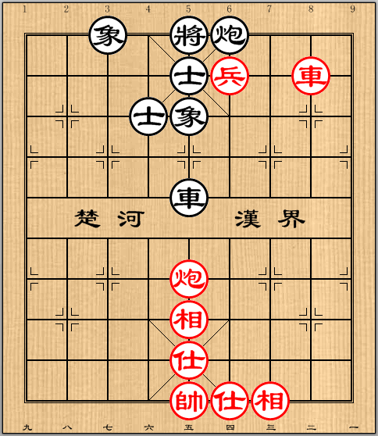 1 2 3 4 5 6 7 8 9
象 將 炮
士 兵 車
士 象
車
楚河 漢界
炮
相
仕
帥 仕 相
九 八 七 六 五 四 三 二 一